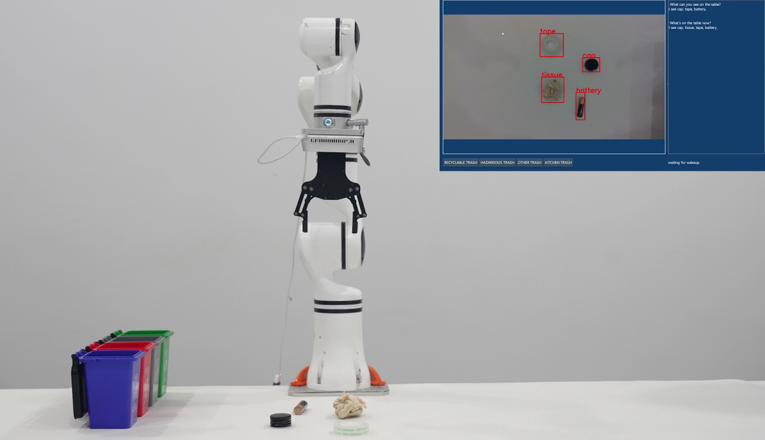 What can you see on the table?
I see cap, tape, battery,
What's on the table now?
I see cap, tissue, tape, battery,
tape
cap
tissue
battery
RECYCLABLE TRASH
HAZARDOUS TRASH
OTHER TRASH
KITCHEN TRASH
waiting for wakeup